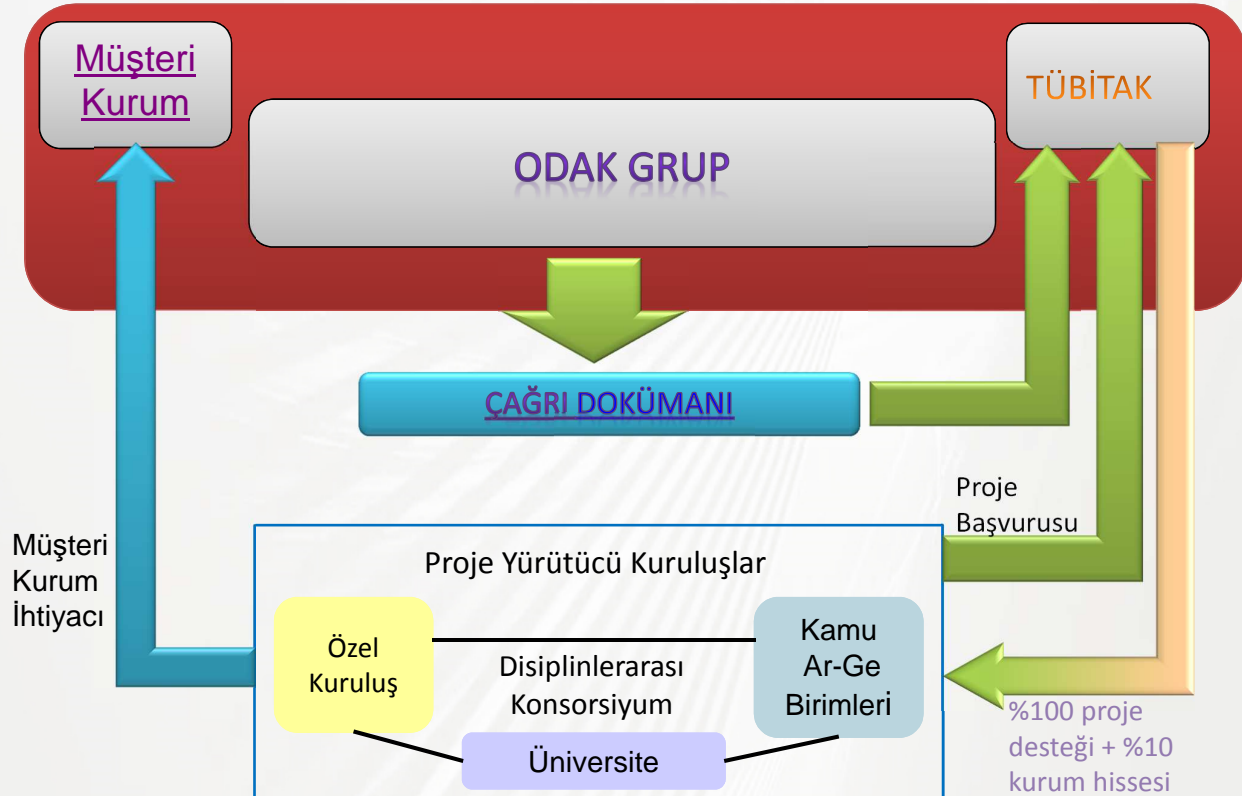 Müşteri
Kurum
TÜBİTAK
ODAK GRUP
ÇAĞRI DOKÜMANI
Proje
Başvurusu
Müşteri
Kurum
İhtiyacı
Proje Yürütücü Kuruluşlar
Özel
Kuruluş
Disiplinlerarası
Konsorsiyum
Kamu
Ar-Ge
Birimleri
Üniversite
%100 proje
desteği + %10
kurum hissesi